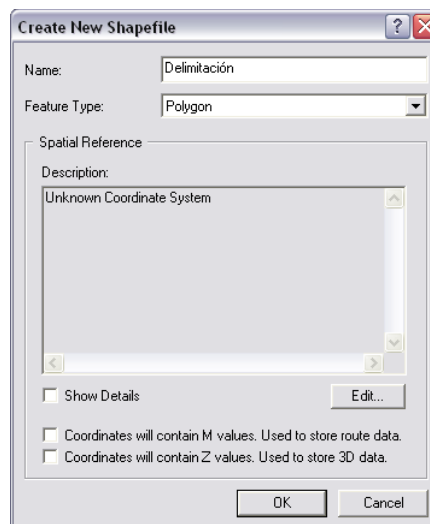 Create New Shapefile
Name: Delimitación
Feature Type: Polygon
Spatial Reference
Description:
Unknown Coordinate System
Show Details Edit...
Coordinates will contain M values. Used to store route data.
Coordinates will contain Z values. Used to store 3D data.
OK Cancel